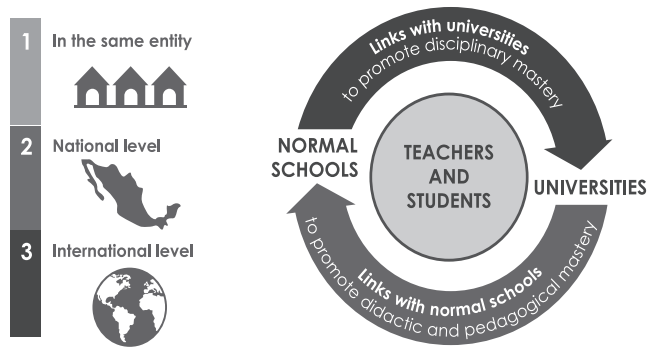 1
In the same entity
2
National level
3
International level
Links with universities
to promote disciplinary mastery
NORMAL
SCHOOLS
TEACHERS
AND
STUDENTS
UNIVERSITIES
Links with normal schools
to promote didactic and pedagogical mastery